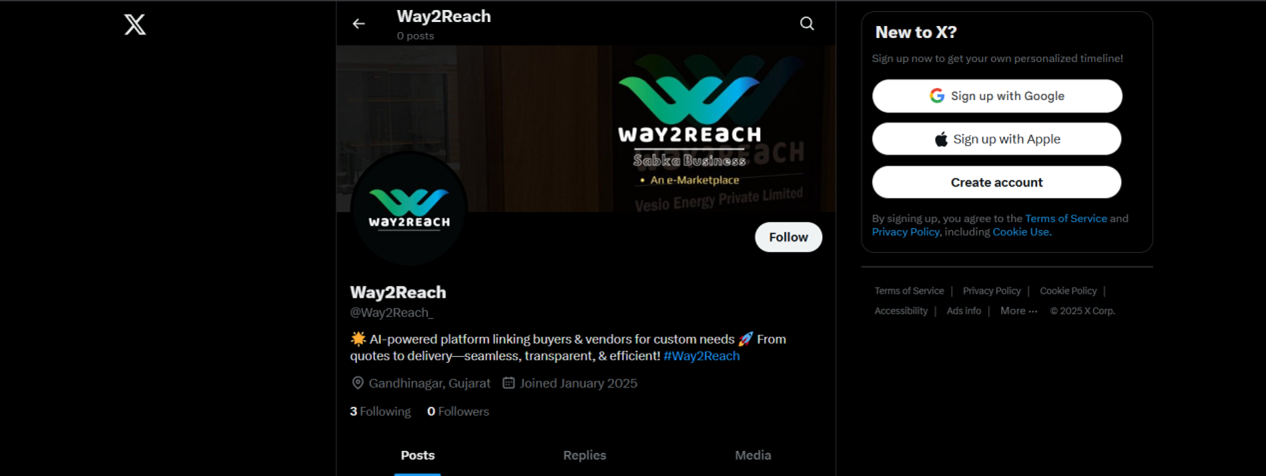 Way2Reach
0 posts
WAY2REACH
Sabka Business
• An e-Marketplace
WAY2REACH
Vesio Energy Private Limited
WAY2REACH
Follow
Way2Reach
@Way2Reach_
🌟 AI-powered platform linking buyers & vendors for custom needs 🚀 From
quotes to delivery—seamless, transparent, & efficient! #Way2Reach
Gandhinagar, Gujarat Joined January 2025
3 Following 0 Followers
Posts Replies Media
New to X?
Sign up now to get your own personalized timeline!
Sign up with Google
Sign up with Apple
Create account
By signing up, you agree to the Terms of Service and
Privacy Policy, including Cookie Use.
Terms of Service | Privacy Policy | Cookie Policy |
Accessibility | Ads info | More ··· © 2025 X Corp.